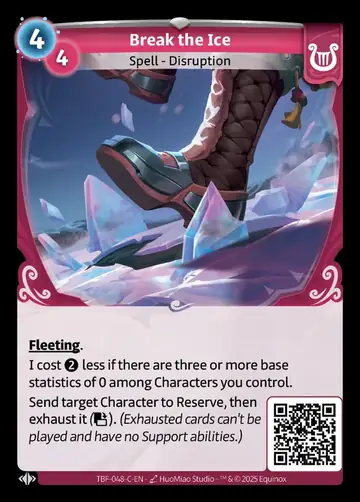 4
4
Break the Ice
Spell - Disruption
Fleeting.
I cost 2 less if there are three or more base
statistics of 0 among Characters you control.
Send target Character to Reserve, then
exhaust it (). (Exhausted cards can't be
played and have no Support abilities.)
TBF-048-C-EN - HuoMiao Studio - ™ & © 2025 Equinox